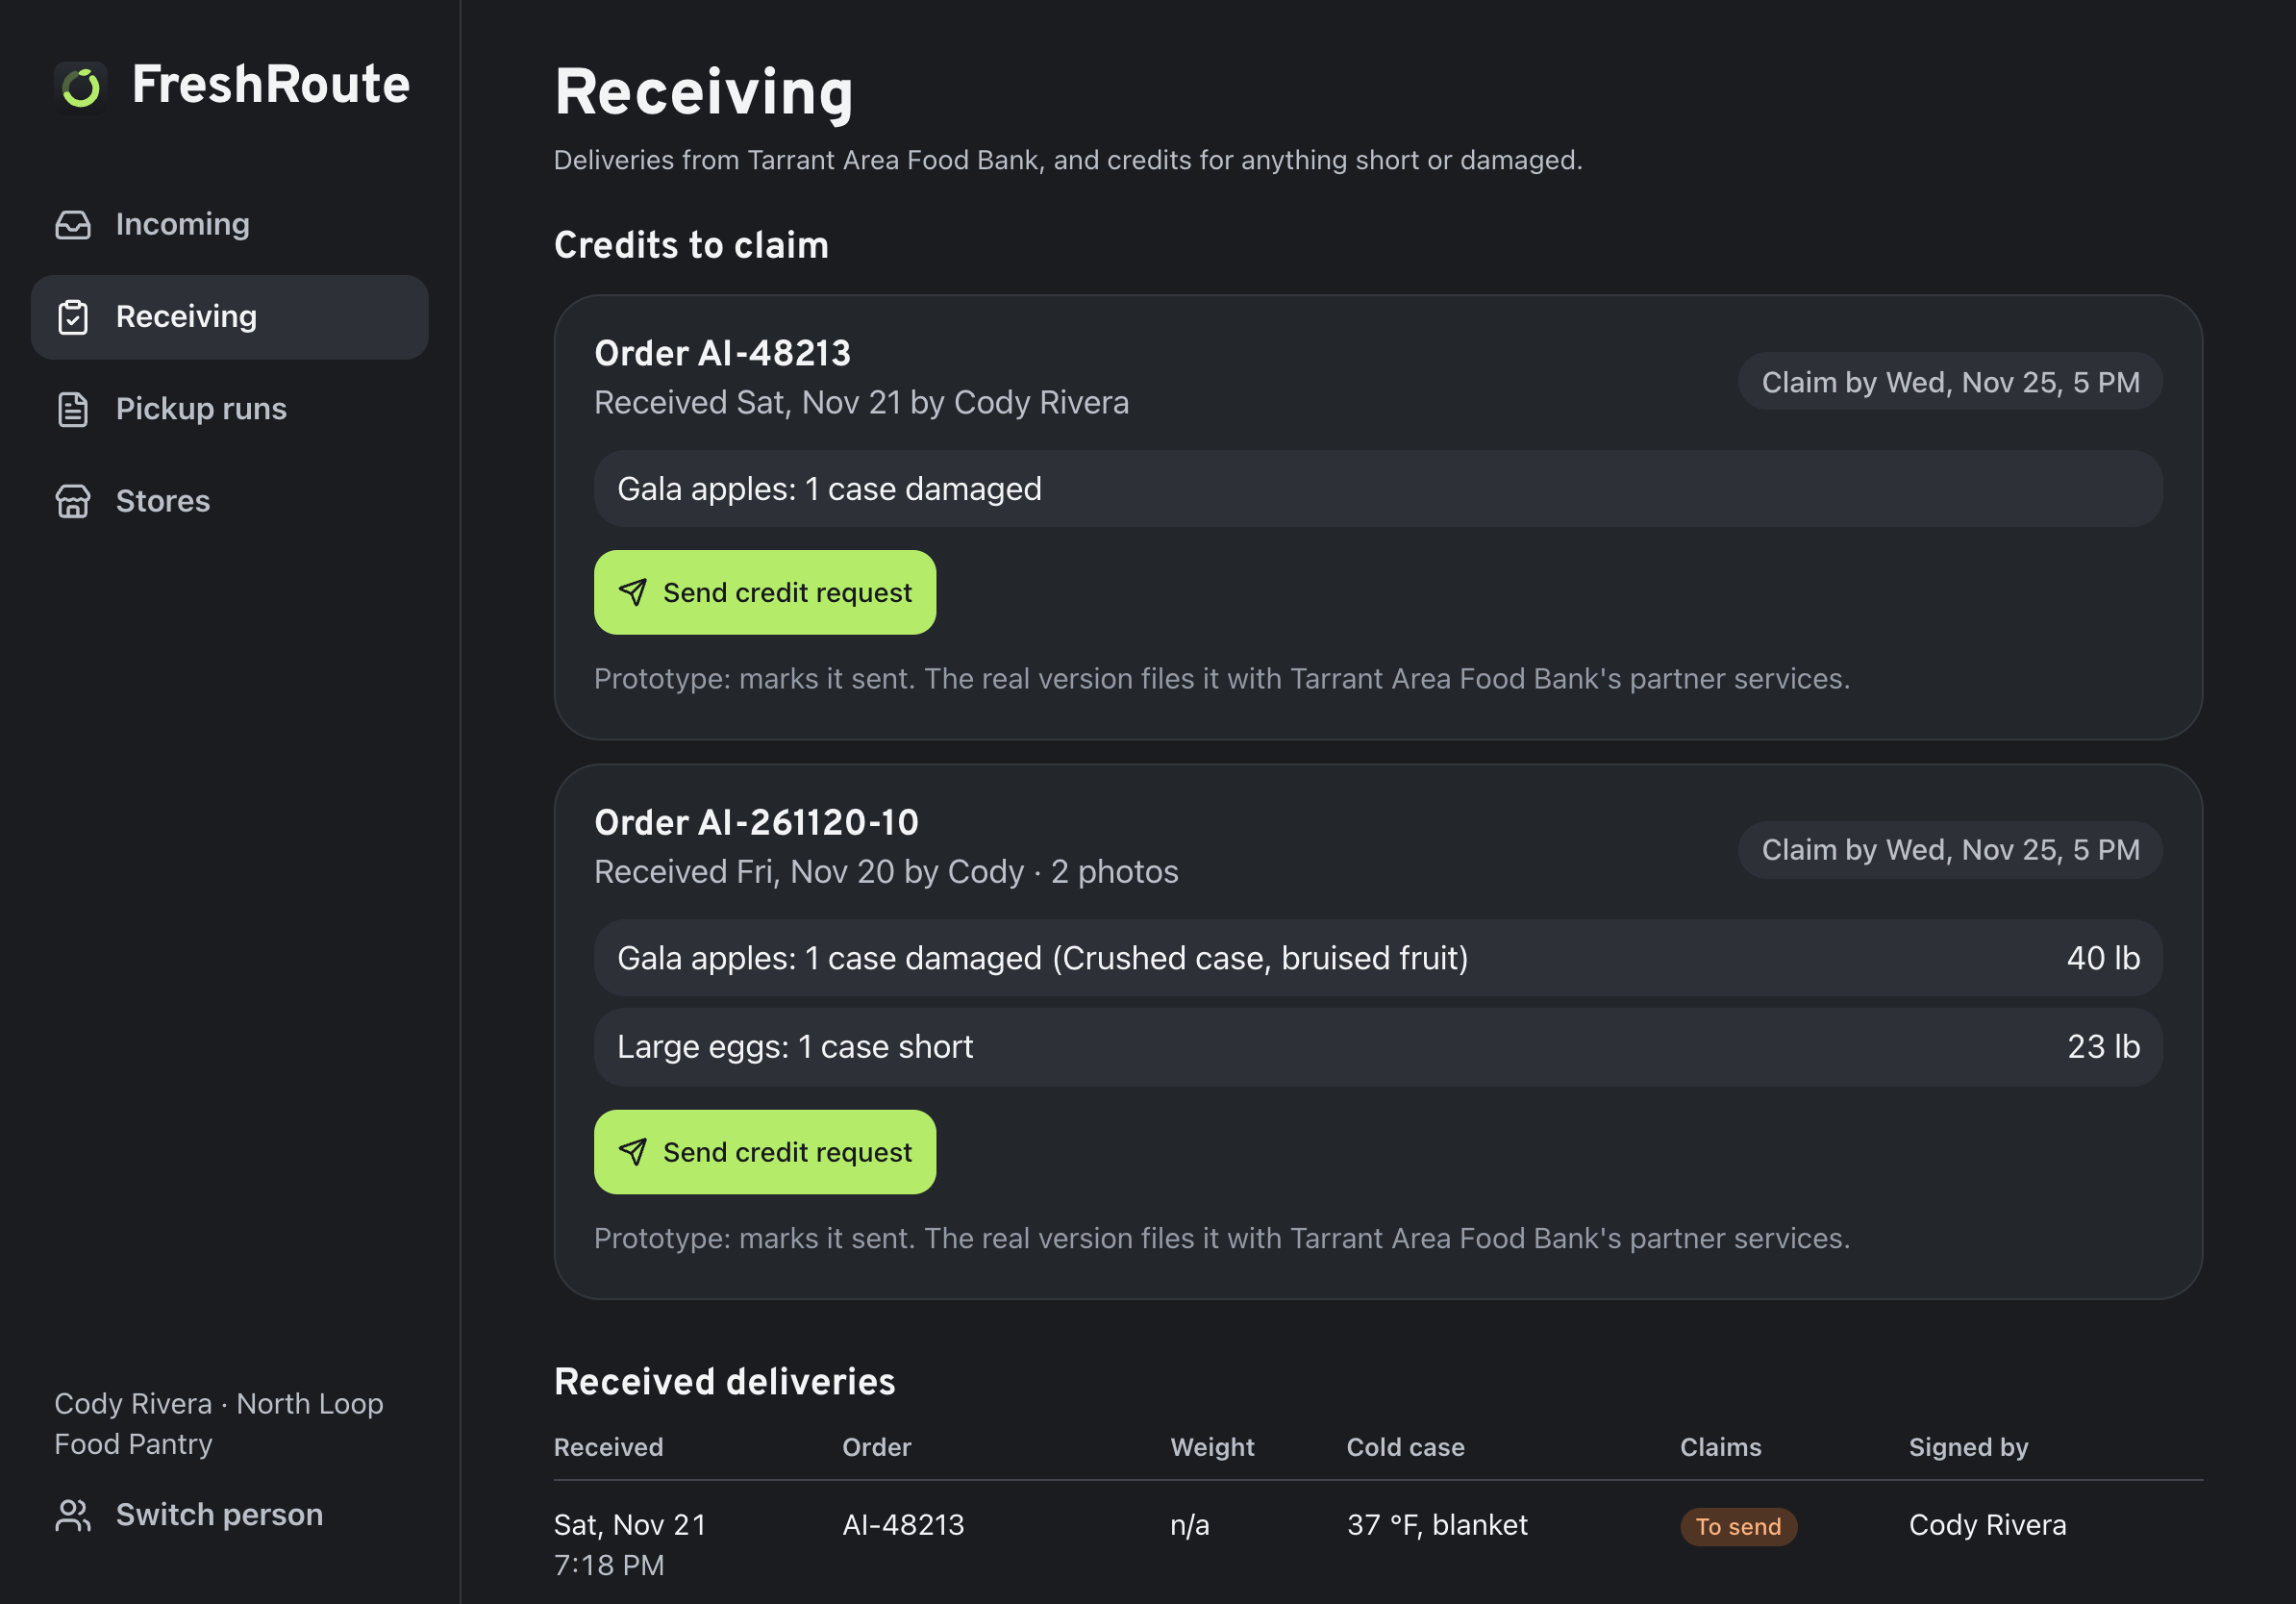 FreshRoute
Incoming
Receiving
Pickup runs
Stores
Cody Rivera · North Loop
Food Pantry
Switch person
Receiving
Deliveries from Tarrant Area Food Bank, and credits for anything short or damaged.
Credits to claim
Order AI-48213
Received Sat, Nov 21 by Cody Rivera
Claim by Wed, Nov 25, 5 PM
Gala apples: 1 case damaged
Send credit request
Prototype: marks it sent. The real version files it with Tarrant Area Food Bank's partner services.
Order AI-261120-10
Received Fri, Nov 20 by Cody · 2 photos
Claim by Wed, Nov 25, 5 PM
Gala apples: 1 case damaged (Crushed case, bruised fruit) 40 lb
Large eggs: 1 case short 23 lb
Send credit request
Prototype: marks it sent. The real version files it with Tarrant Area Food Bank's partner services.
Received deliveries
Received Order Weight Cold case Claims Signed by
Sat, Nov 21 AI-48213 n/a 37 °F, blanket To send Cody Rivera
7:18 PM